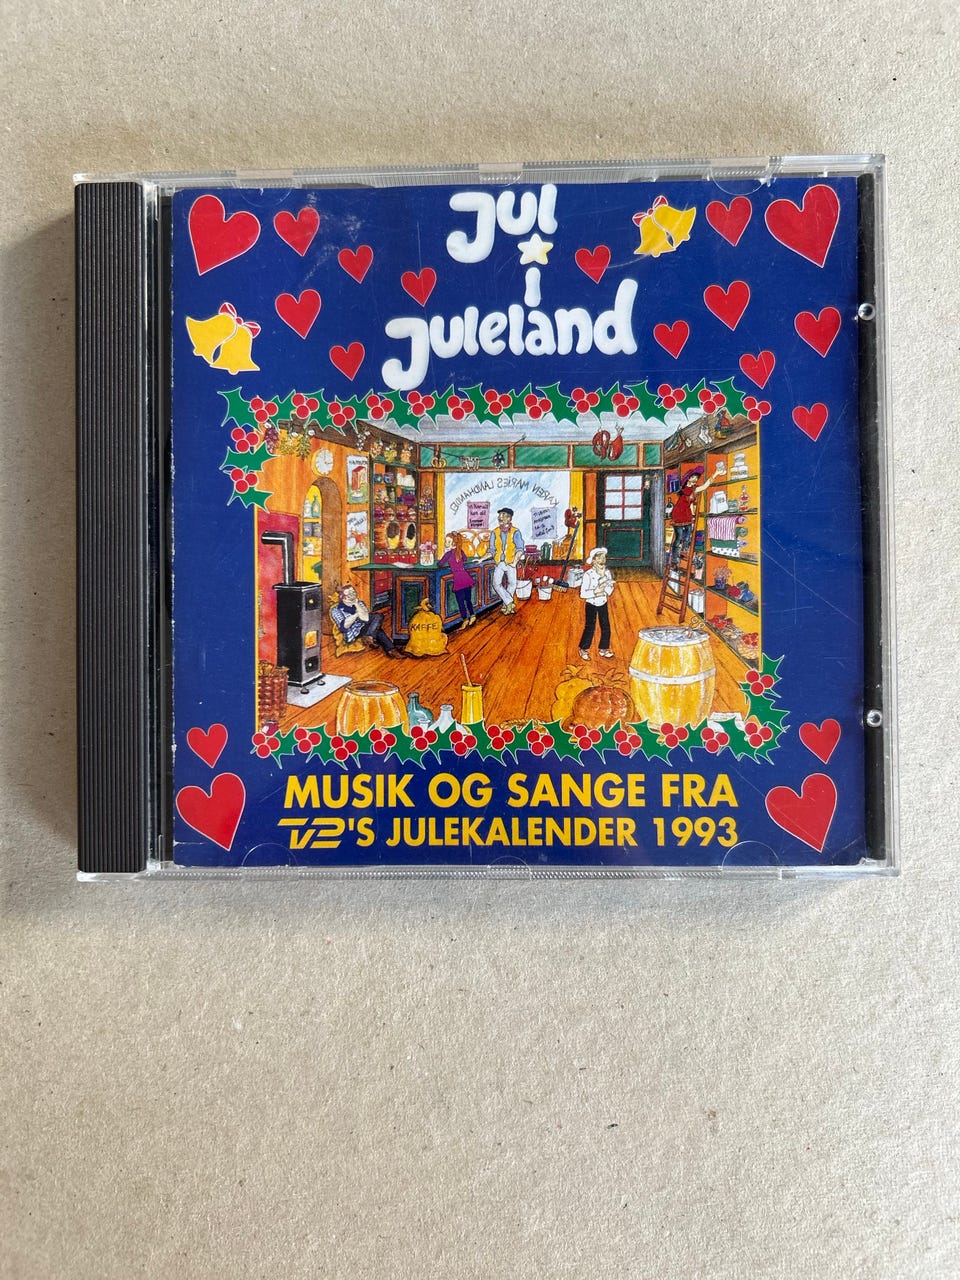 Jul
i
Juleland
KAREN MARIES LANDHANDEL
KAFFE
MUSIK OG SANGE FRA
TV2'S JULEKALENDER 1993